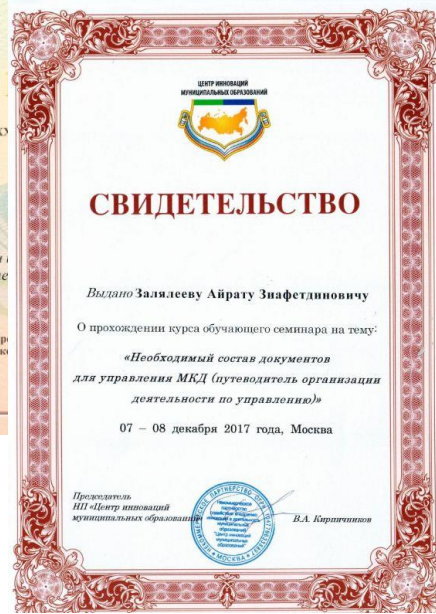 ЦЕНТР ИННОВАЦИЙ
МУНИЦИПАЛЬНЫХ ОБРАЗОВАНИЙ
СВИДЕТЕЛЬСТВО
Выдано Залялееву Айрату Зиафетдиновичу
О прохождении курса обучающего семинара на тему:
«Необходимый состав документов
для управления МКД (путеводитель организации
деятельности по управлению)»
07 – 08 декабря 2017 года, Москва
Председатель
НП «Центр инноваций
муниципальных образований»
В.А. Кирпичников
МОСКВА